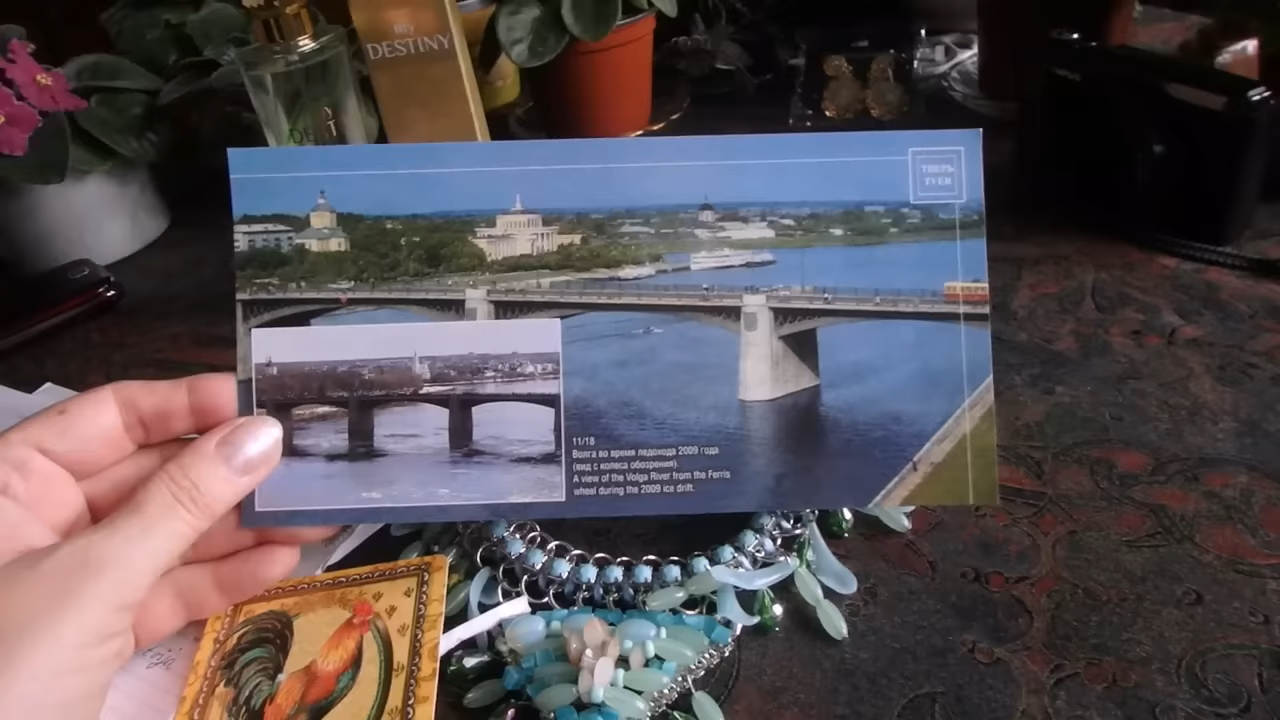 my
DESTINY
ТВЕРЬ
TVER
11/18
Волга во время ледохода 2009 года
(вид с колеса обозрения).
A view of the Volga River from the Ferris
wheel during the 2009 ice drift.